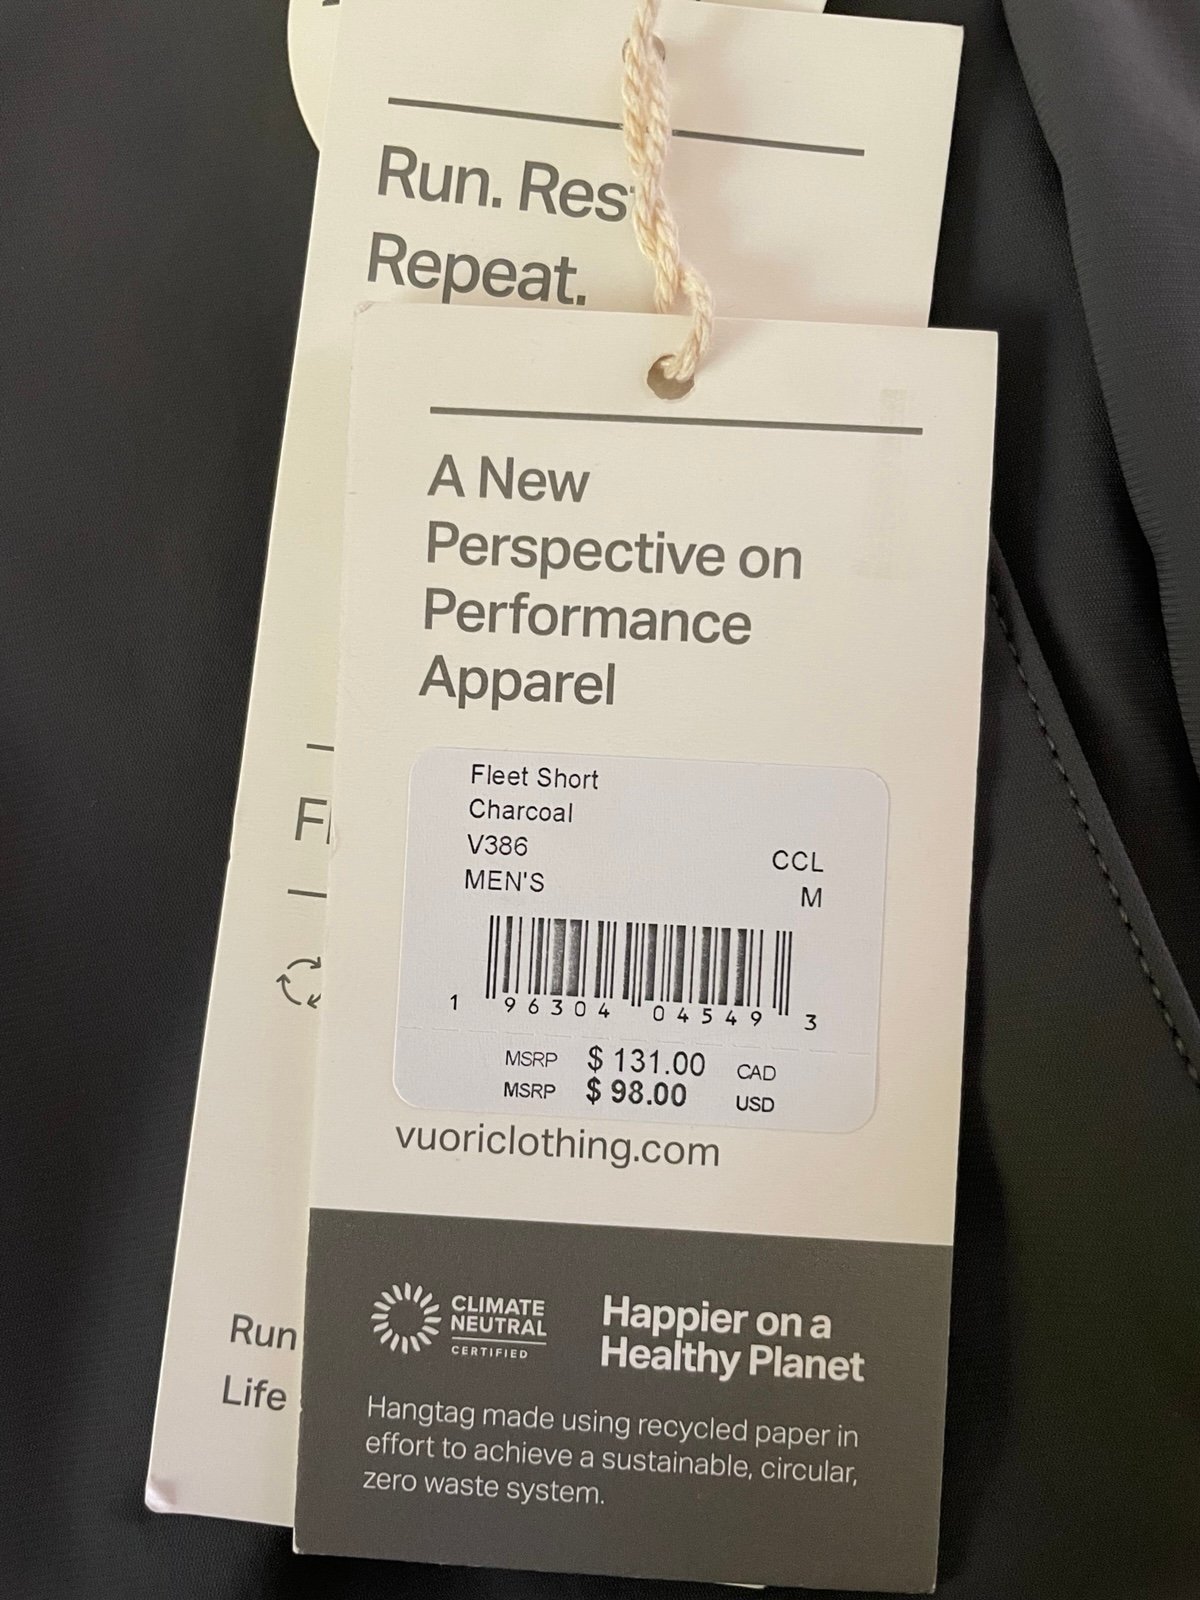 Run. Res
Repeat.
A New
Perspective on
Performance
Apparel
Fleet Short
Charcoal
V386 CCL
MEN'S M
1 96304 04549 3
MSRP $ 131.00 CAD
MSRP $ 98.00 USD
vuoriclothing.com
Fl
Run
Life
CLIMATE
NEUTRAL
CERTIFIED
Happier on a
Healthy Planet
Hangtag made using recycled paper in
effort to achieve a sustainable, circular,
zero waste system.